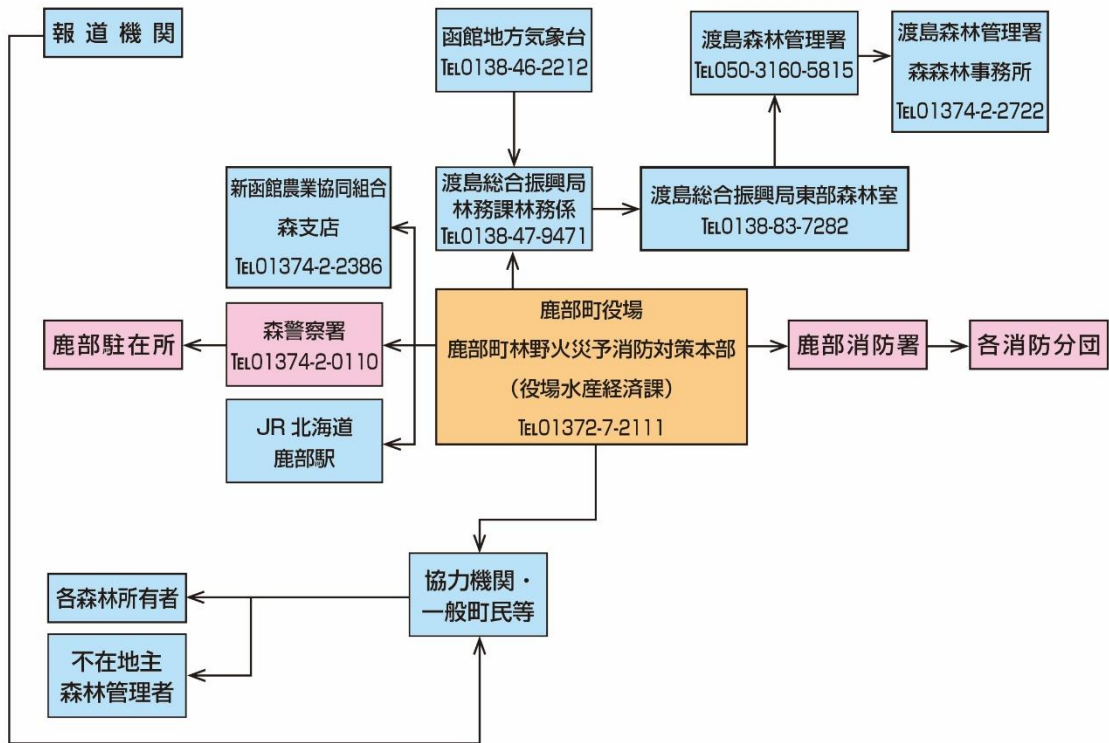 報道機関
函館地方気象台
℡0138-46-2212
渡島森林管理署
℡050-3160-5815
渡島森林管理署
森森林事務所
℡01374-2-2722
新函館農業協同組合
森支店
℡01374-2-2386
渡島総合振興局
林務課林務係
℡0138-47-9471
渡島総合振興局東部森林室
℡0138-83-7282
鹿部駐在所
森警察署
℡01374-2-0110
鹿部町役場
鹿部町林野火災予消防対策本部
（役場水産経済課）
℡01372-7-2111
鹿部消防署
各消防分団
JR北海道
鹿部駅
協力機関・
一般町民等
各森林所有者
不在地主
森林管理者